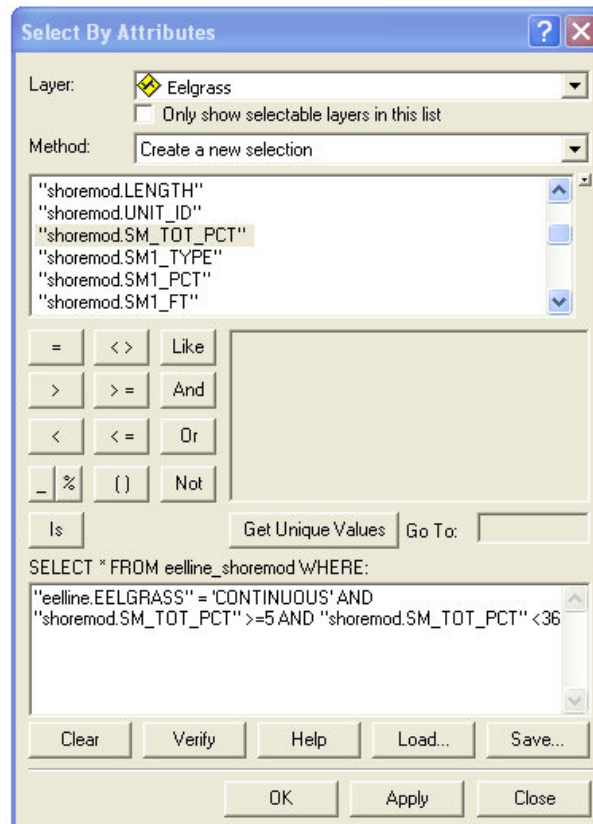 Select By Attributes
Layer: Eelgrass
Only show selectable layers in this list
Method: Create a new selection
"shoremod.LENGTH"
"shoremod.UNIT_ID"
"shoremod.SM_TOT_PCT"
"shoremod.SM1_TYPE"
"shoremod.SM1_PCT"
"shoremod.SM1_FT"
= < > Like
> > = And
< < = Or
_ % ( ) Not
Is Get Unique Values Go To:
SELECT * FROM eelline_shoremod WHERE:
"eelline.EELGRASS" = 'CONTINUOUS' AND
"shoremod.SM_TOT_PCT" >=5 AND "shoremod.SM_TOT_PCT" <36
Clear Verify Help Load... Save...
OK Apply Close